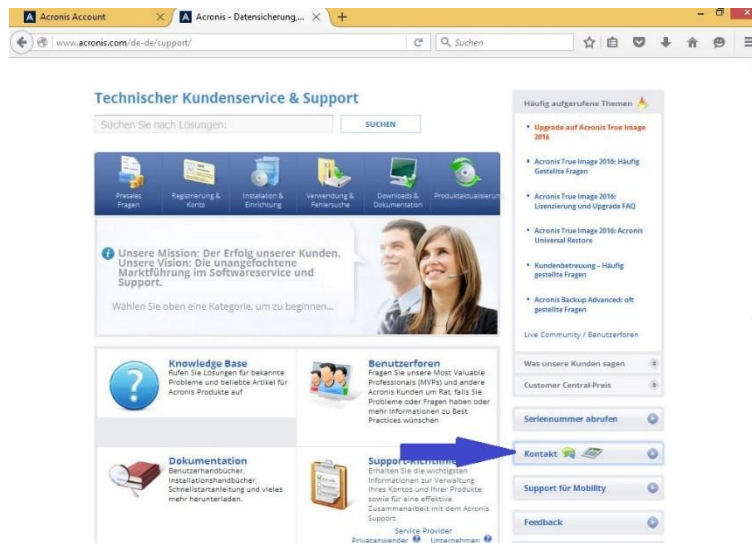 Acronis Account
Acronis - Datensicherung,...
www.acronis.com/de-de/support/
Suchen
Technischer Kundenservice & Support
Suchen Sie nach Lösungen:
SUCHEN
Presales
Fragen
Registrierung &
Konto
Installation &
Einrichtung
Verwendung &
Fehlersuche
Downloads &
Dokumentation
Produktaktualisierun
Unsere Mission: Der Erfolg unserer Kunden.
Unsere Vision: Die unangefochtene
Marktführung im Softwareservice und
Support.
Wählen Sie oben eine Kategorie, um zu beginnen...
Knowledge Base
Rufen Sie Lösungen für bekannte
Probleme und beliebte Artikel für
Acronis Produkte auf
Benutzerforen
Fragen Sie unsere Most Valuable
Professionals (MVPs) und andere
Acronis Kunden um Rat, falls Sie
Probleme oder Fragen haben oder
mehr Informationen zu Best
Practices wünschen
Dokumentation
Benutzerhandbücher,
Installationshandbücher,
Schnellstartanleitung und vieles
mehr herunterladen.
Support-Richtlinien
Erhalten Sie die wichtigsten
Informationen zur Verwaltung
Ihres Kontos und Ihrer Produkte
sowie für eine effektive
Zusammenarbeit mit dem Acronis
Support
Service Provider
Privatanwender Unternehmen
Häufig aufgerufene Themen
Upgrade auf Acronis True Image
2016
Acronis True Image 2016: Häufig
Gestellte Fragen
Acronis True Image 2016:
Lizenzierung und Upgrade FAQ
Acronis True Image 2016: Acronis
Universal Restore
Kundenbetreuung – Häufig
gestellte Fragen
Acronis Backup Advanced: oft
gestellte Fragen
Live Community / Benutzerforen
Was unsere Kunden sagen
Customer Central-Preis
Seriennummer abrufen
Kontakt
Support für Mobility
Feedback